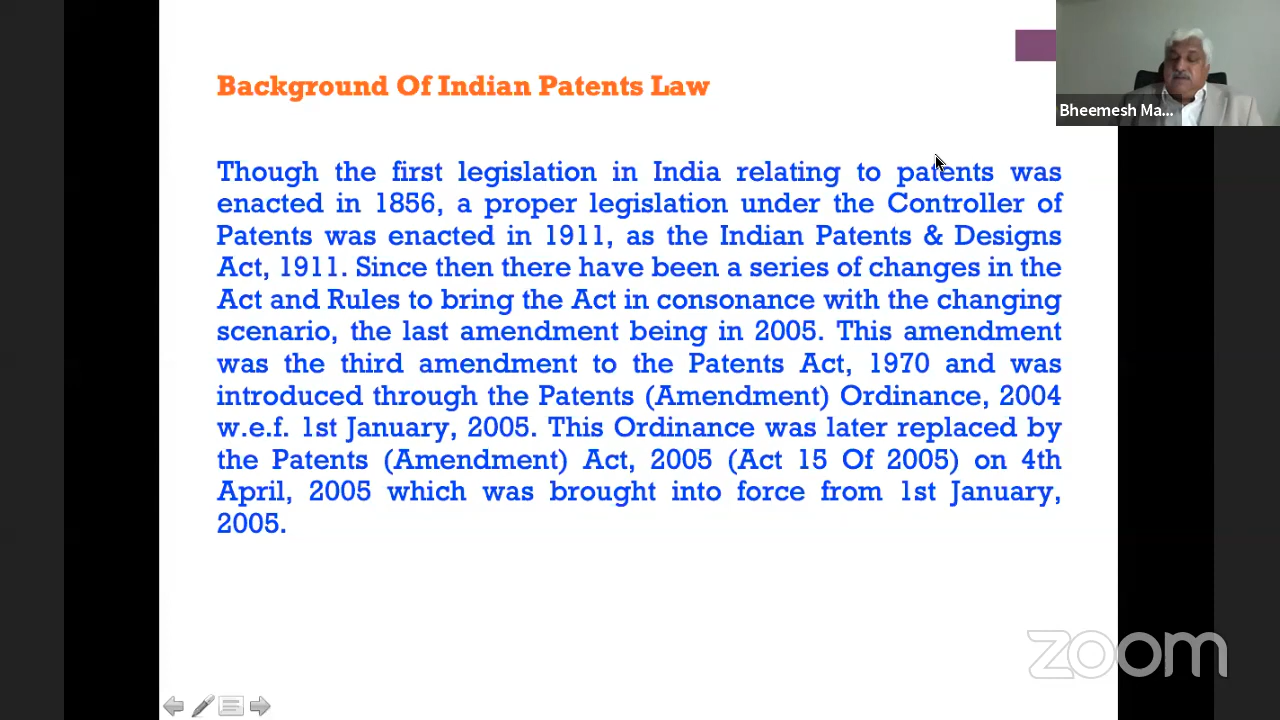 Background Of Indian Patents Law
Bheemesh Ma...
Though the first legislation in India relating to patents was
enacted in 1856, a proper legislation under the Controller of
Patents was enacted in 1911, as the Indian Patents & Designs
Act, 1911. Since then there have been a series of changes in the
Act and Rules to bring the Act in consonance with the changing
scenario, the last amendment being in 2005. This amendment
was the third amendment to the Patents Act, 1970 and was
introduced through the Patents (Amendment) Ordinance, 2004
w.e.f. 1st January, 2005. This Ordinance was later replaced by
the Patents (Amendment) Act, 2005 (Act 15 Of 2005) on 4th
April, 2005 which was brought into force from 1st January,
2005.
zoom